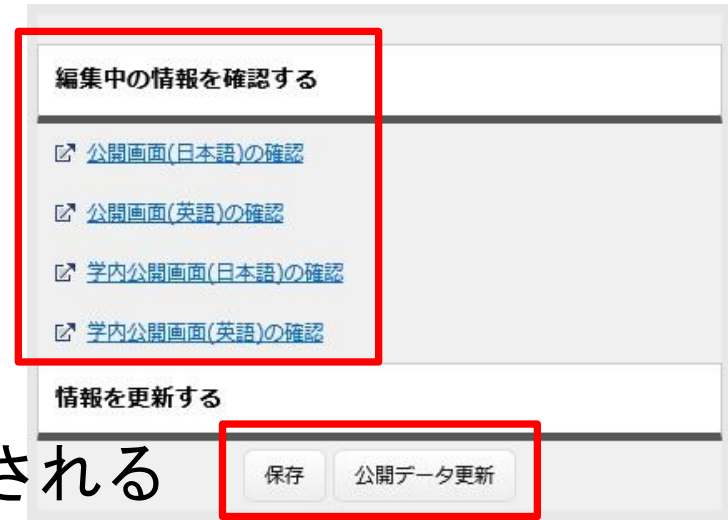 編集中の情報を確認する
公開画面(日本語)の確認
公開画面(英語)の確認
学内公開画面(日本語)の確認
学内公開画面(英語)の確認
情報を更新する
される
保存 公開データ更新